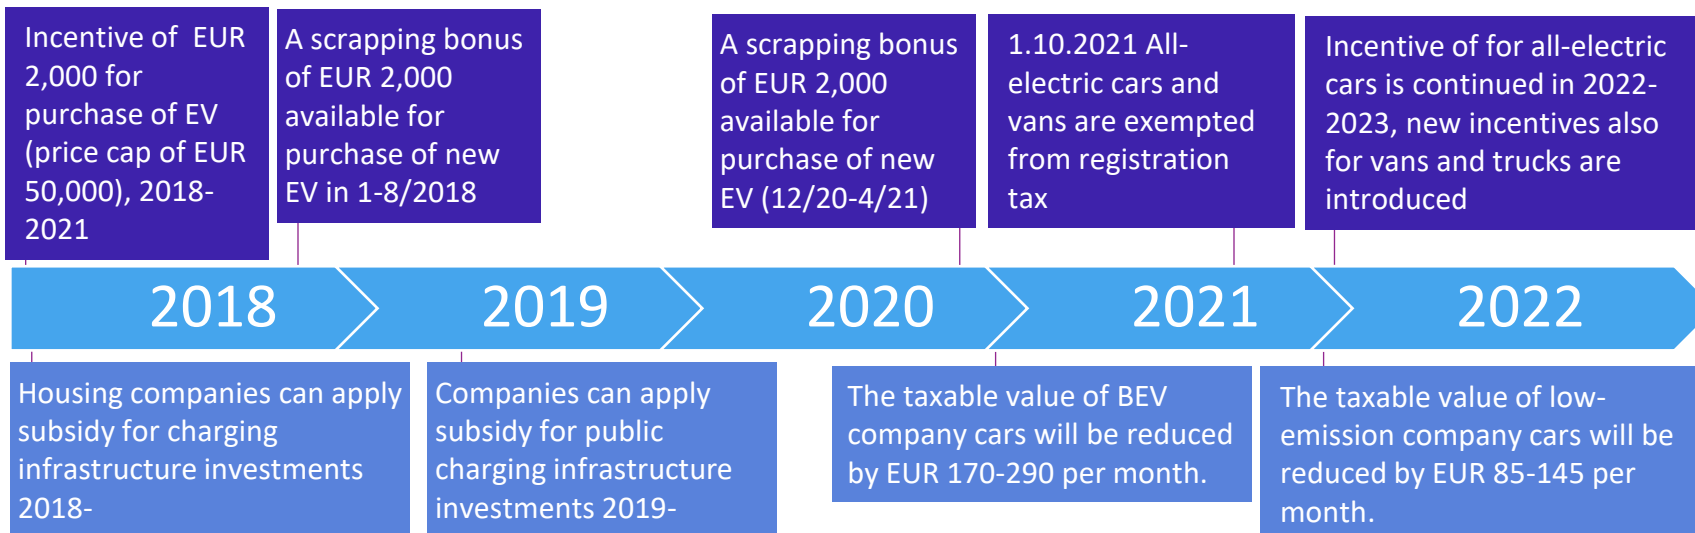 Incentive of EUR
2,000 for
purchase of EV
(price cap of EUR
50,000), 2018-
2021
A scrapping bonus
of EUR 2,000
available for
purchase of new
EV in 1-8/2018
A scrapping bonus
of EUR 2,000
available for
purchase of new
EV (12/20-4/21)
1.10.2021 All-
electric cars and
vans are exempted
from registration
tax
Incentive of for all-electric
cars is continued in 2022-
2023, new incentives also
for vans and trucks are
introduced
2018
2019
2020
2021
2022
Housing companies can apply
subsidy for charging
infrastructure investments
2018-
Companies can apply
subsidy for public
charging infrastructure
investments 2019-
The taxable value of BEV
company cars will be reduced
by EUR 170-290 per month.
The taxable value of low-
emission company cars will be
reduced by EUR 85-145 per
month.